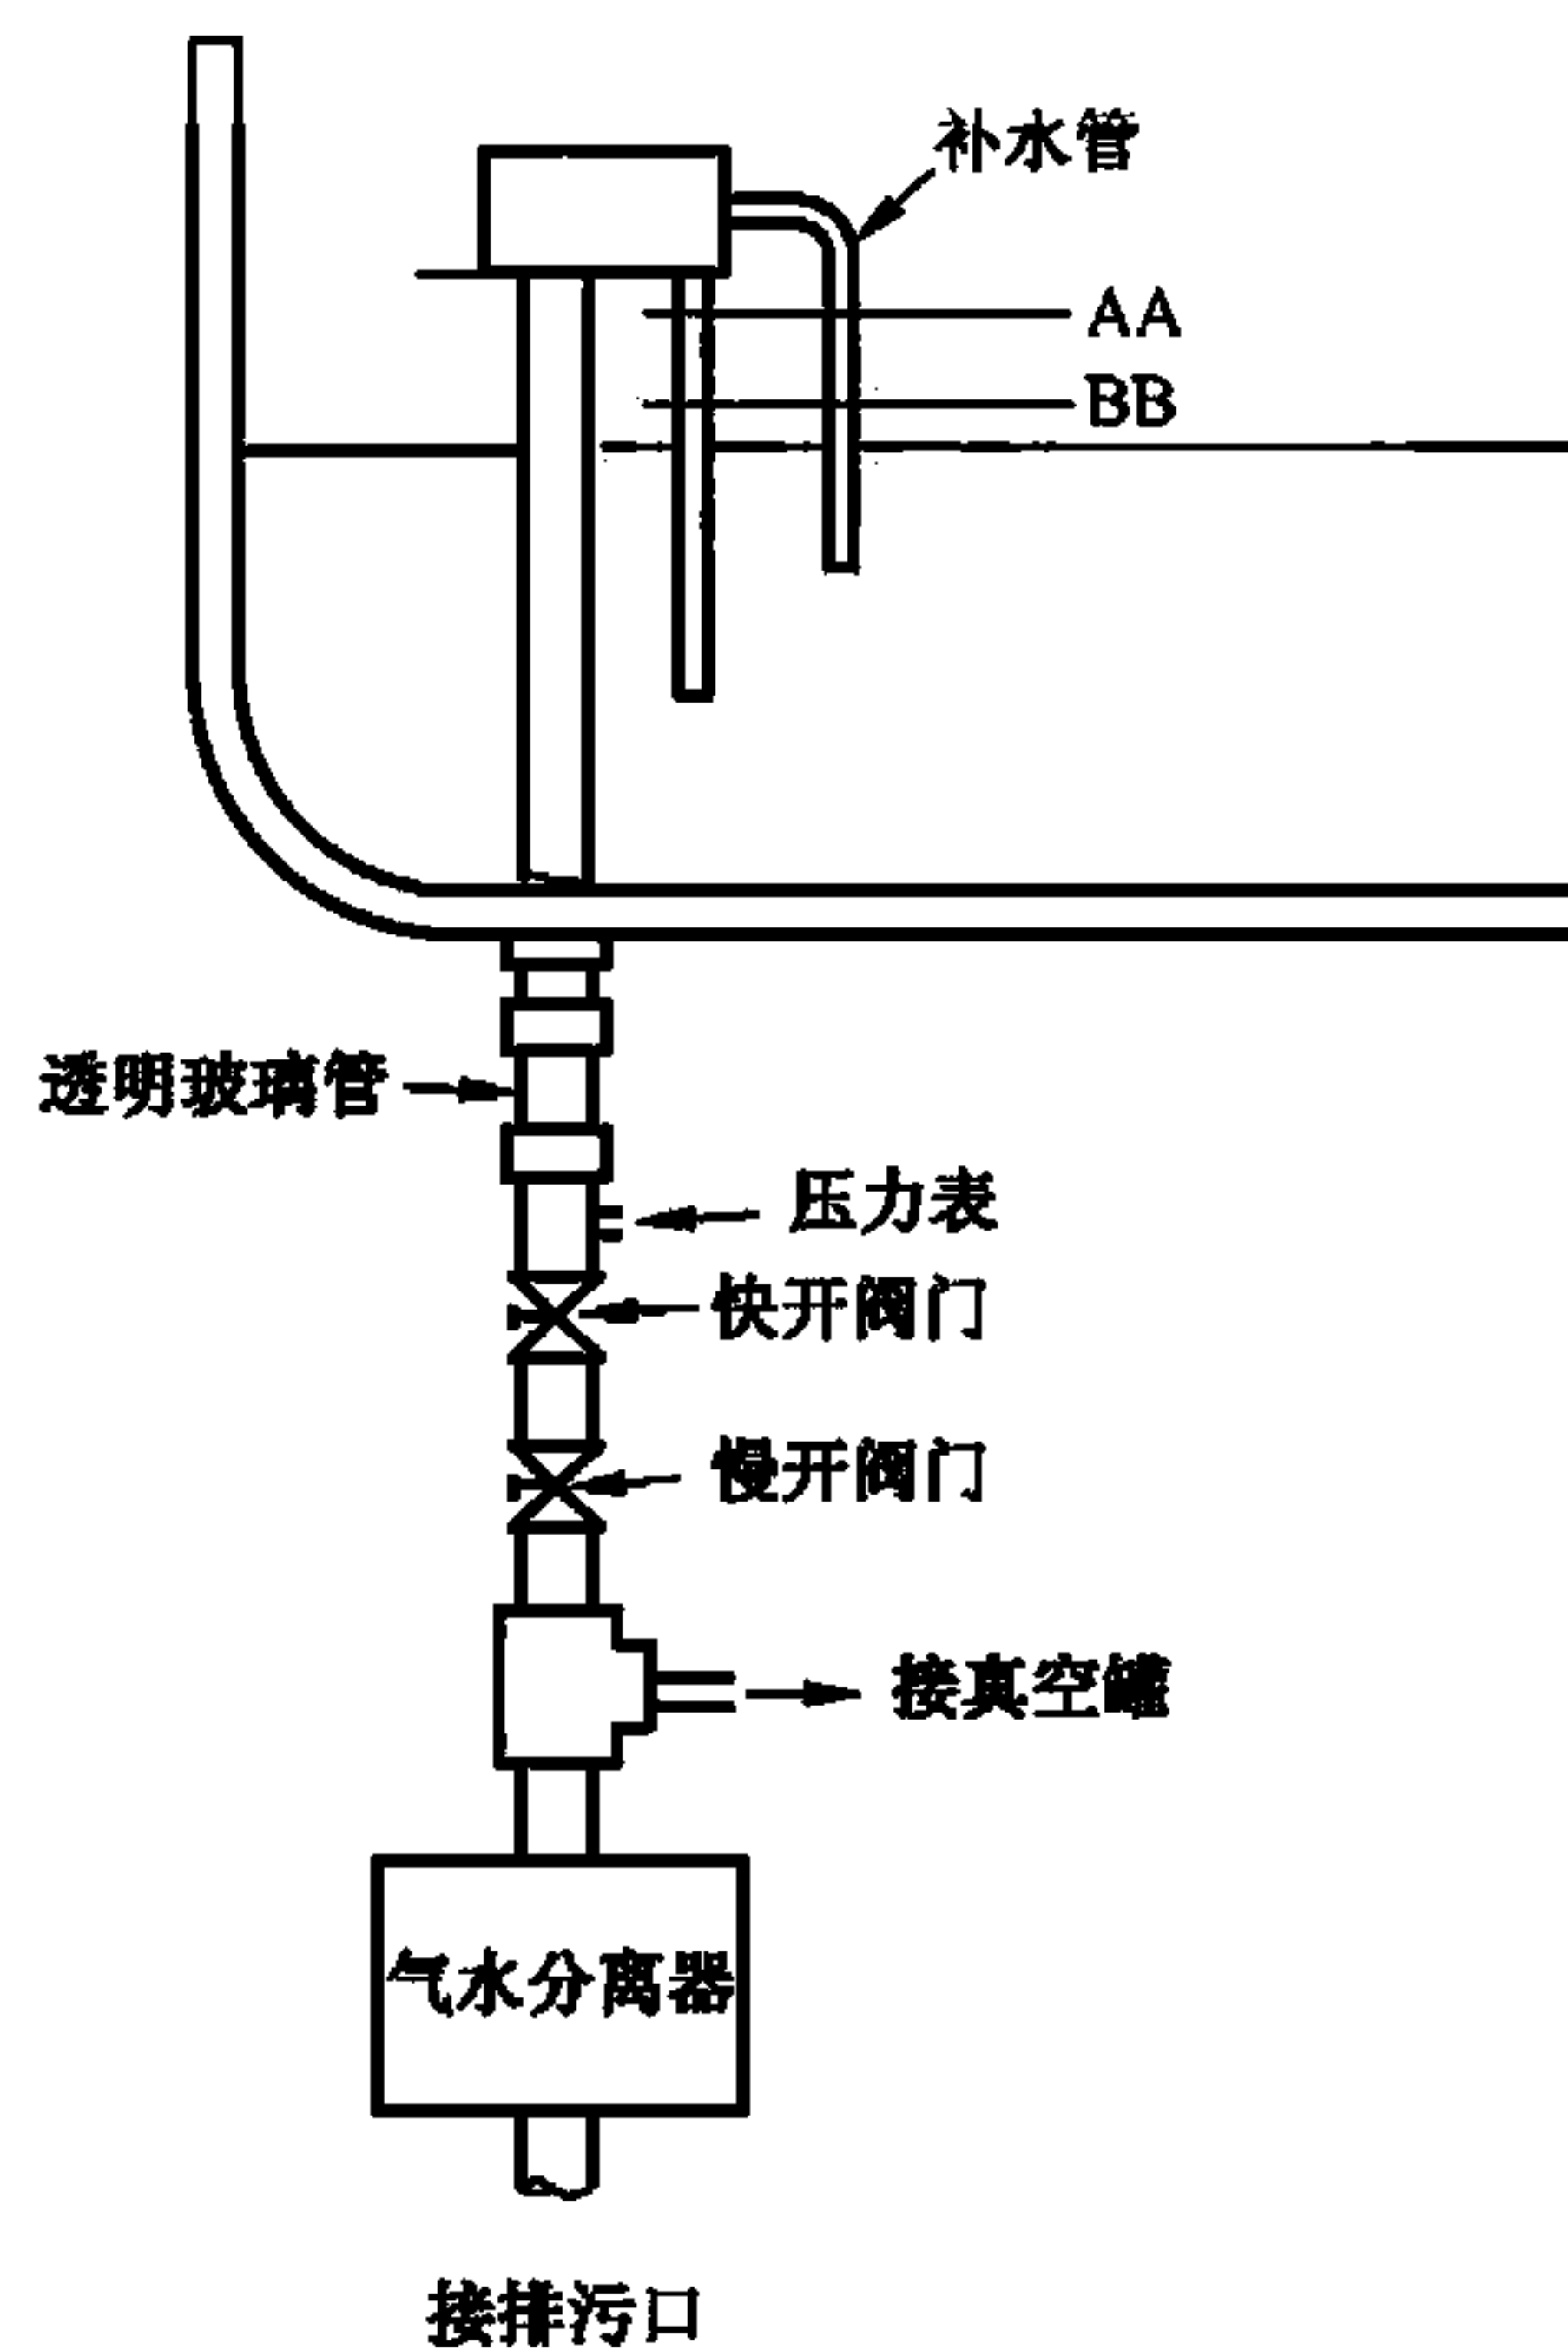 补水管
AA
BB
透明玻璃管
压力表
快开阀门
慢开阀门
接真空罐
气水分离器
接排污口